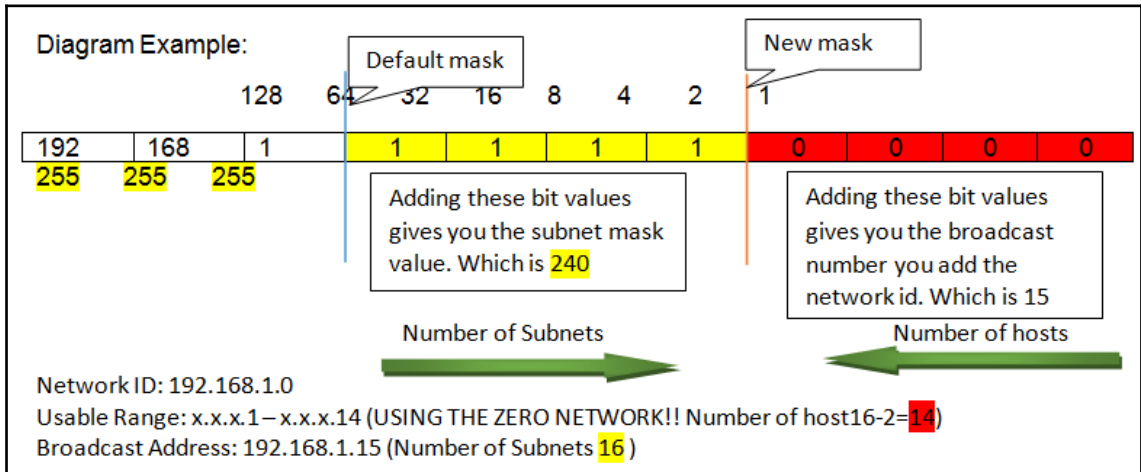 Diagram Example:
Default mask
New mask
128 64 32 16 8 4 2 1
192 168 1 1 1 1 1 0 0 0 0
255 255 255
Adding these bit values
gives you the subnet mask
value. Which is 240
Adding these bit values
gives you the broadcast
number you add the
network id. Which is 15
Number of Subnets
Number of hosts
Network ID: 192.168.1.0
Usable Range: x.x.x.1 – x.x.x.14 (USING THE ZERO NETWORK!! Number of host16-2=14)
Broadcast Address: 192.168.1.15 (Number of Subnets 16 )